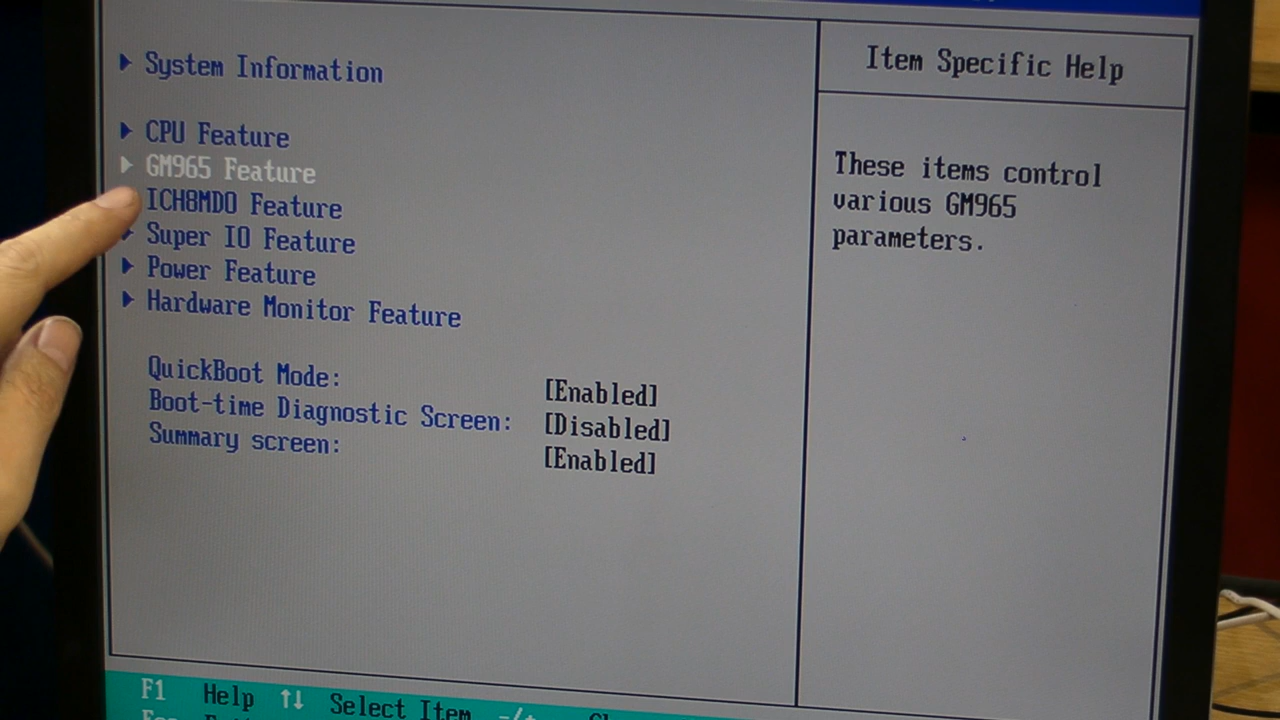 System Information
CPU Feature
GM965 Feature
ICH8MDO Feature
Super IO Feature
Power Feature
Hardware Monitor Feature
QuickBoot Mode: [Enabled]
Boot-time Diagnostic Screen: [Disabled]
Summary screen: [Enabled]
Item Specific Help
These items control
various GM965
parameters.
F1 Help ↑↓ Select Item